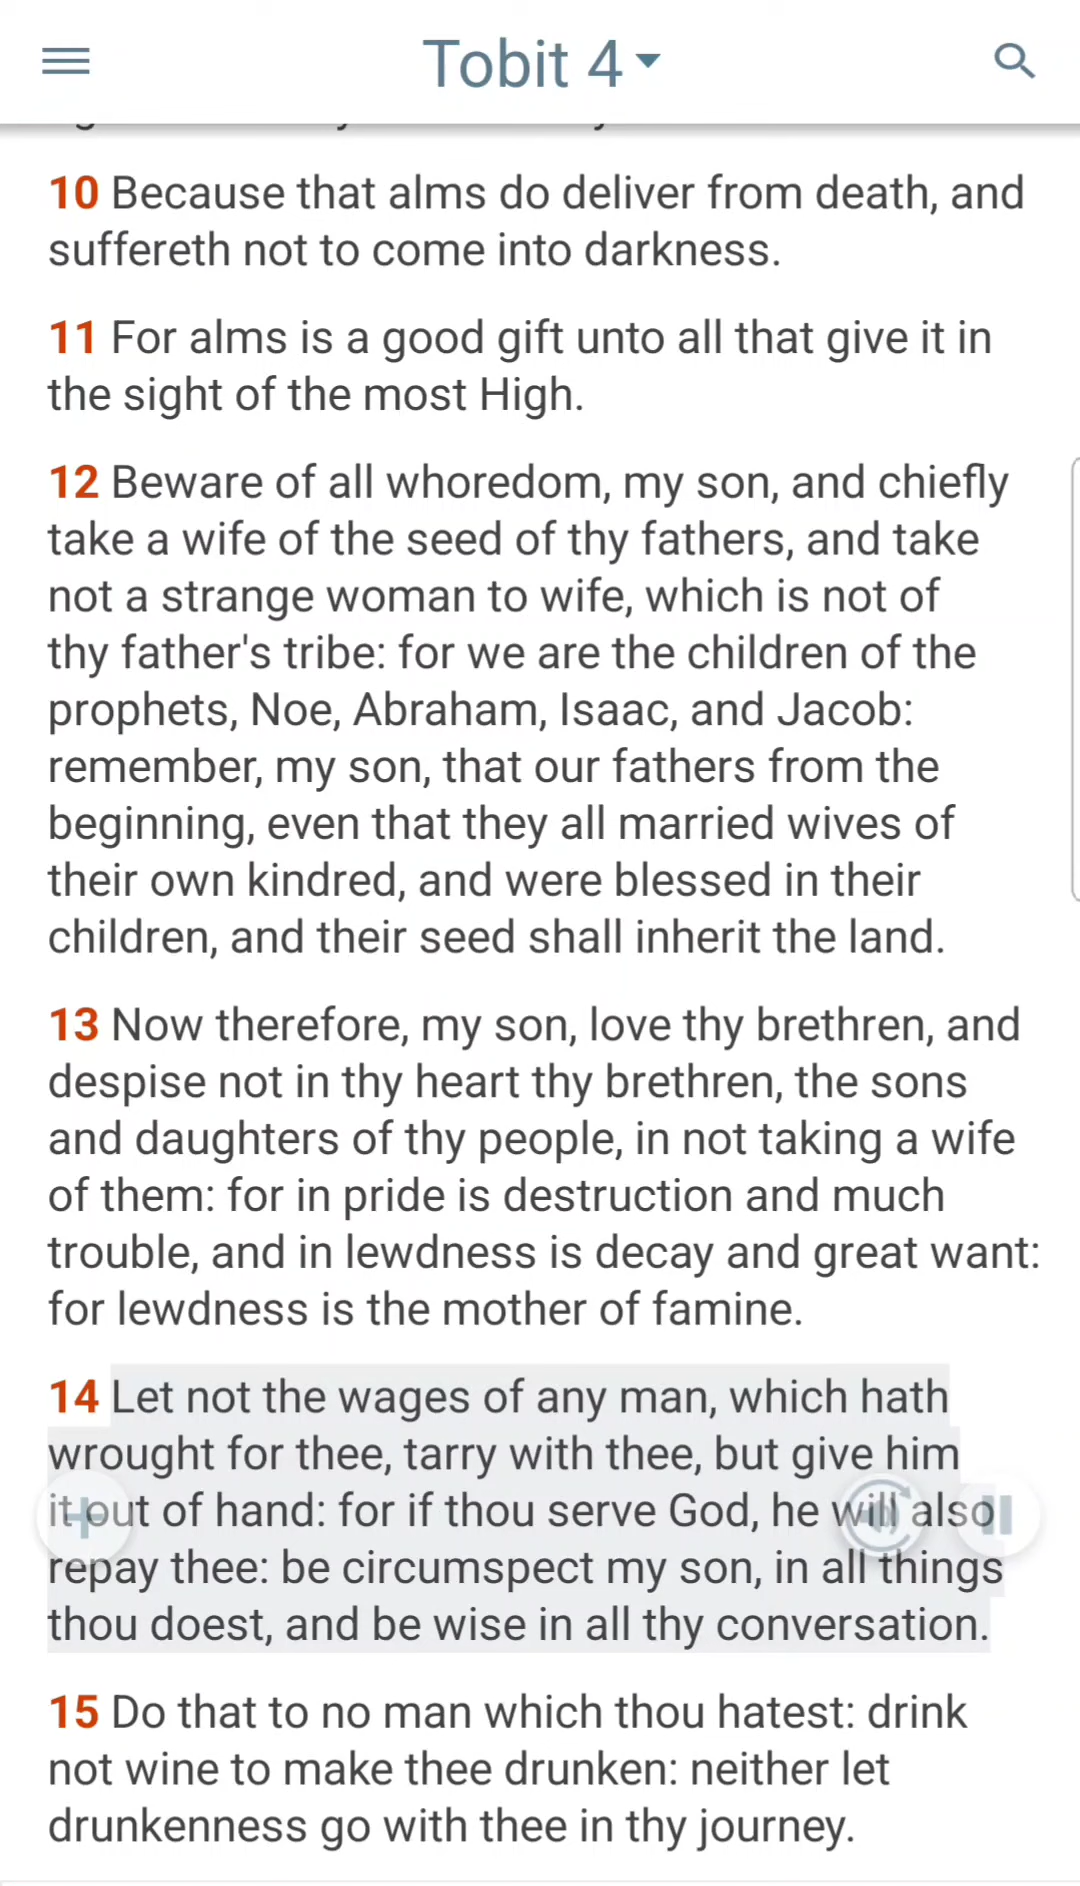 Tobit 4
10 Because that alms do deliver from death, and
suffereth not to come into darkness.
11 For alms is a good gift unto all that give it in
the sight of the most High.
12 Beware of all whoredom, my son, and chiefly
take a wife of the seed of thy fathers, and take
not a strange woman to wife, which is not of
thy father's tribe: for we are the children of the
prophets, Noe, Abraham, Isaac, and Jacob:
remember, my son, that our fathers from the
beginning, even that they all married wives of
their own kindred, and were blessed in their
children, and their seed shall inherit the land.
13 Now therefore, my son, love thy brethren, and
despise not in thy heart thy brethren, the sons
and daughters of thy people, in not taking a wife
of them: for in pride is destruction and much
trouble, and in lewdness is decay and great want:
for lewdness is the mother of famine.
14 Let not the wages of any man, which hath
wrought for thee, tarry with thee, but give him
it out of hand: for if thou serve God, he will also
repay thee: be circumspect my son, in all things
thou doest, and be wise in all thy conversation.
15 Do that to no man which thou hatest: drink
not wine to make thee drunken: neither let
drunkenness go with thee in thy journey.